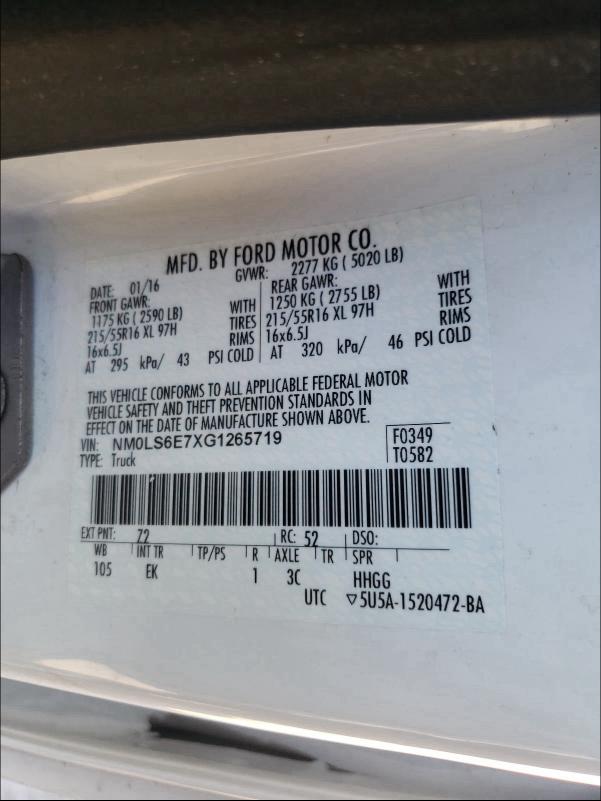 MFD. BY FORD MOTOR CO.
DATE: 01/16 GVWR: 2277 KG ( 5020 LB)
FRONT GAWR: REAR GAWR:
1175 KG ( 2590 LB) WITH 1250 KG ( 2755 LB) WITH
215/55R16 XL 97H TIRES 215/55R16 XL 97H TIRES
16x6.5J RIMS 16x6.5J RIMS
AT 295 kPa/ 43 PSI COLD AT 320 kPa/ 46 PSI COLD
THIS VEHICLE CONFORMS TO ALL APPLICABLE FEDERAL MOTOR
VEHICLE SAFETY AND THEFT PREVENTION STANDARDS IN
EFFECT ON THE DATE OF MANUFACTURE SHOWN ABOVE.
VIN: NM0LS6E7XG1265719 F0349
TYPE: Truck T0582
EXT PNT: 72 RC: 52 DSO:
WB INT TR TP/PS R AXLE TR SPR
105 EK 1 3C HHGG
UTC ▽5U5A-1520472-BA